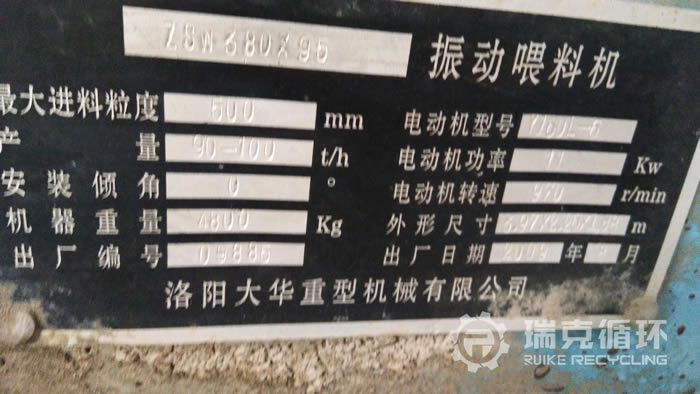 ZSW380X95 振动喂料机
最大进料粒度 500 mm 电动机型号
产量 90-100 t/h 电动机功率 11 Kw
安装倾角 0 ° 电动机转速 970 r/min
机器重量 4800 Kg 外形尺寸 m
出厂编号 09886 出厂日期 2009 年 月
洛阳大华重型机械有限公司
瑞克循环
RUIKE RECYCLING